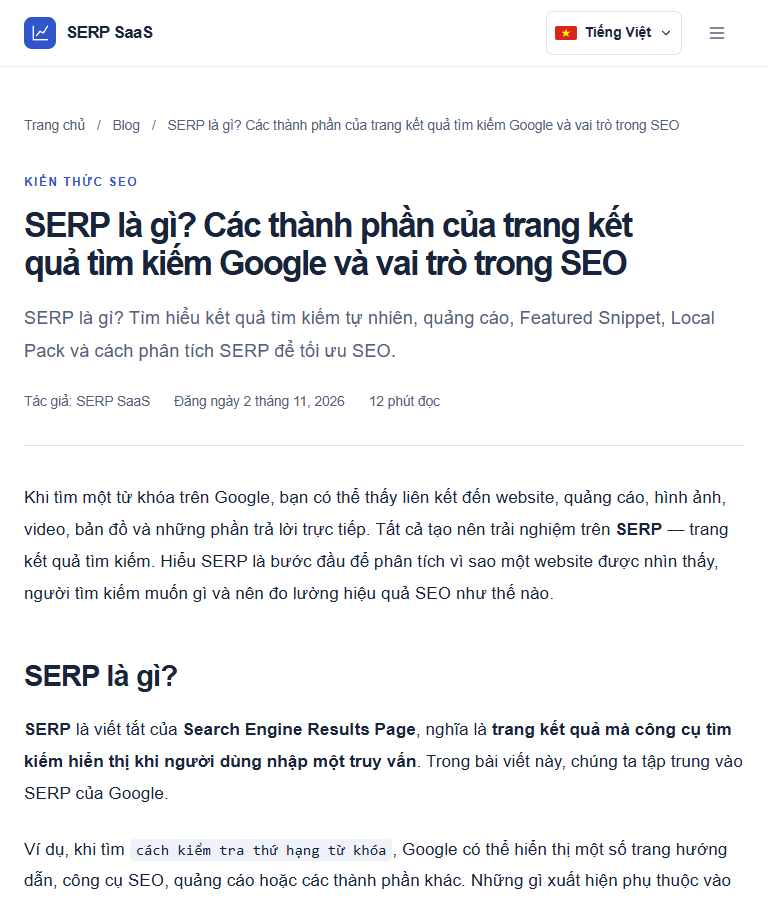 SERP SaaS
Tiếng Việt
Trang chủ / Blog / SERP là gì? Các thành phần của trang kết quả tìm kiếm Google và vai trò trong SEO
KIẾN THỨC SEO
SERP là gì? Các thành phần của trang kết
quả tìm kiếm Google và vai trò trong SEO
SERP là gì? Tìm hiểu kết quả tìm kiếm tự nhiên, quảng cáo, Featured Snippet, Local
Pack và cách phân tích SERP để tối ưu SEO.
Tác giả: SERP SaaS Đăng ngày 2 tháng 11, 2026 12 phút đọc
Khi tìm một từ khóa trên Google, bạn có thể thấy liên kết đến website, quảng cáo, hình ảnh,
video, bản đồ và những phần trả lời trực tiếp. Tất cả tạo nên trải nghiệm trên SERP — trang
kết quả tìm kiếm. Hiểu SERP là bước đầu để phân tích vì sao một website được nhìn thấy,
người tìm kiếm muốn gì và nên đo lường hiệu quả SEO như thế nào.
SERP là gì?
SERP là viết tắt của Search Engine Results Page, nghĩa là trang kết quả mà công cụ tìm
kiếm hiển thị khi người dùng nhập một truy vấn. Trong bài viết này, chúng ta tập trung vào
SERP của Google.
Ví dụ, khi tìm cách kiểm tra thứ hạng từ khóa, Google có thể hiển thị một số trang hướng
dẫn, công cụ SEO, quảng cáo hoặc các thành phần khác. Những gì xuất hiện phụ thuộc vào